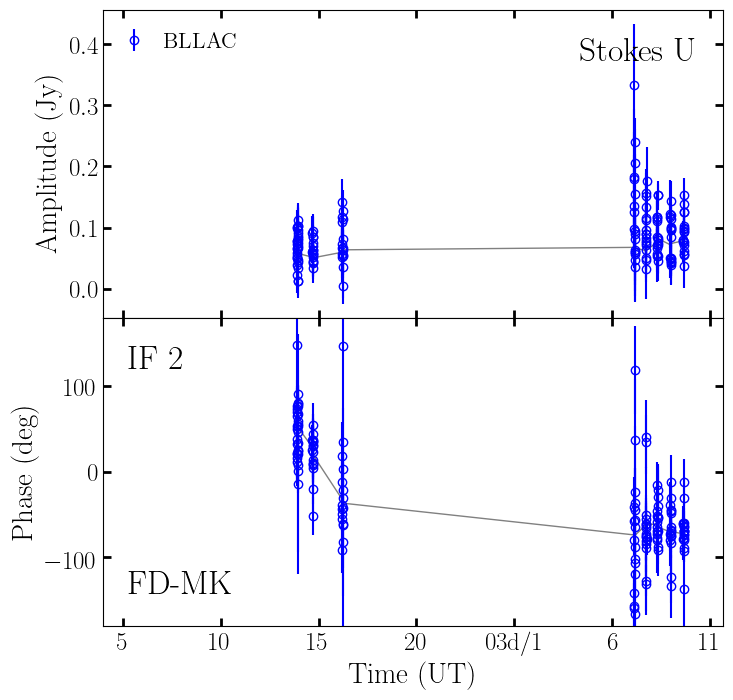 BLLAC
Stokes U
0.4
0.3
0.2
0.1
0.0
Amplitude (Jy)
IF 2
100
0
−100
Phase (deg)
FD-MK
5 10 15 20 03d/1 6 11
Time (UT)